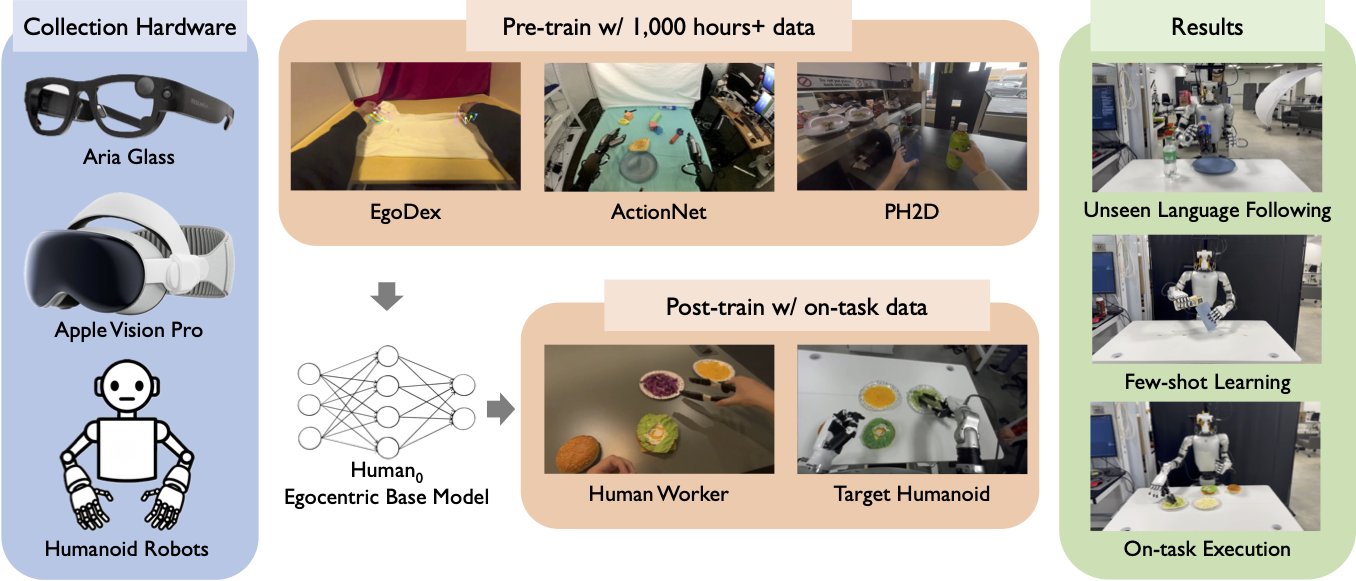 Collection Hardware
Aria Glass
Apple Vision Pro
Humanoid Robots
Pre-train w/ 1,000 hours+ data
EgoDex
ActionNet
PH2D
Human₀
Egocentric Base Model
Post-train w/ on-task data
Human Worker
Target Humanoid
Results
Unseen Language Following
Few-shot Learning
On-task Execution